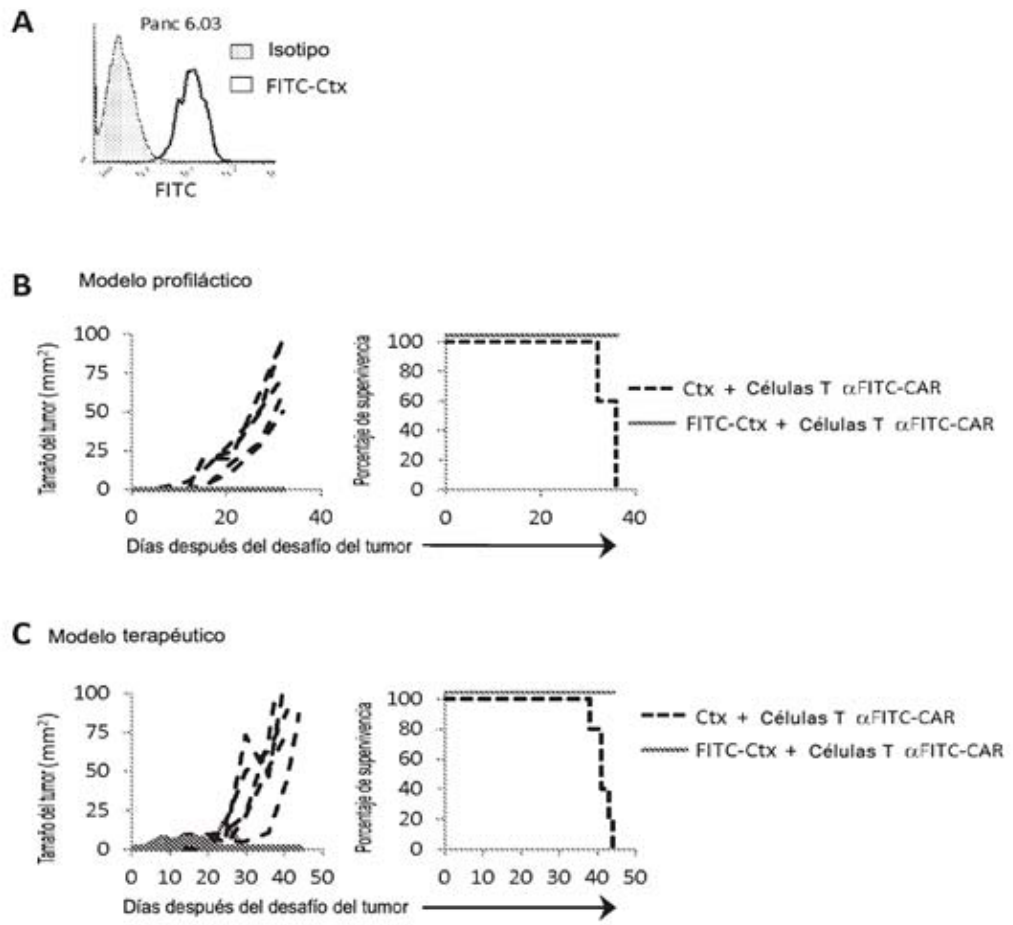 A
Panc 6.03
Isotipo
FITC-Ctx
FITC
B
Modelo profiláctico
Tamaño del tumor (mm²)
100
75
50
25
0
0
20
40
Porcentaje de supervivencia
100
80
60
40
20
0
0
20
40
Ctx + Células T αFITC-CAR
FITC-Ctx + Células T αFITC-CAR
Días después del desafío del tumor
C
Modelo terapéutico
Tamaño del tumor (mm²)
100
75
50
25
0
0 10 20 30 40 50
Porcentaje de supervivencia
100
80
60
40
20
0
0 10 20 30 40 50
Ctx + Células T αFITC-CAR
FITC-Ctx + Células T αFITC-CAR
Días después del desafío del tumor